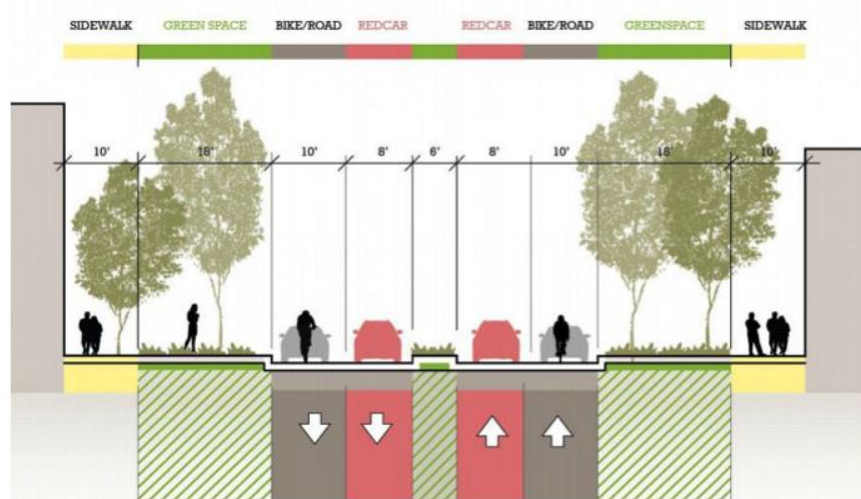 SIDEWALK GREEN SPACE BIKE/ROAD REDCAR REDCAR BIKE/ROAD GREENSPACE SIDEWALK
10' 18' 10' 8' 6' 8' 10' 18' 10'